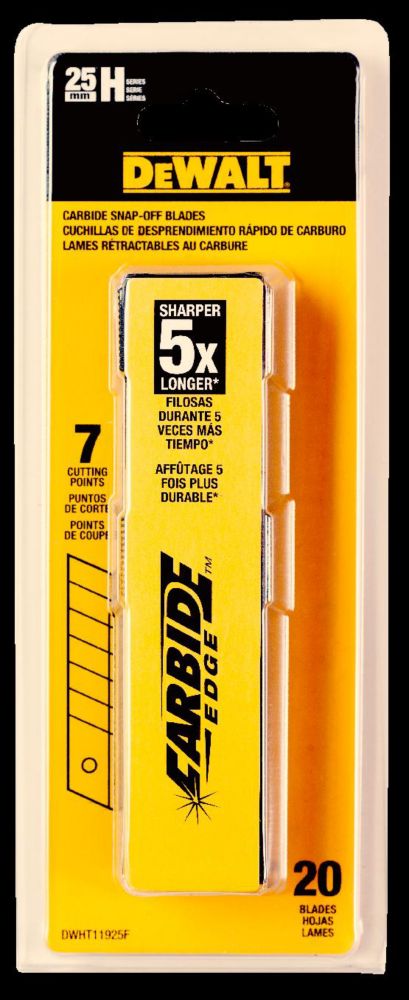 25 mm H SERIES SERIE SÉRIES
DEWALT
CARBIDE SNAP-OFF BLADES
CUCHILLAS DE DESPRENDIMIENTO RÁPIDO DE CARBURO
LAMES RÉTRACTABLES AU CARBURE
SHARPER
5x
LONGER*
FILOSAS
DURANTE 5
VECES MÁS
TIEMPO*
AFFÛTAGE 5
FOIS PLUS
DURABLE*
7
CUTTING
POINTS
PUNTOS
DE CORTE
POINTS
DE COUPE
CARBIDE
EDGE™
20
BLADES
HOJAS
LAMES
DWHT11925F